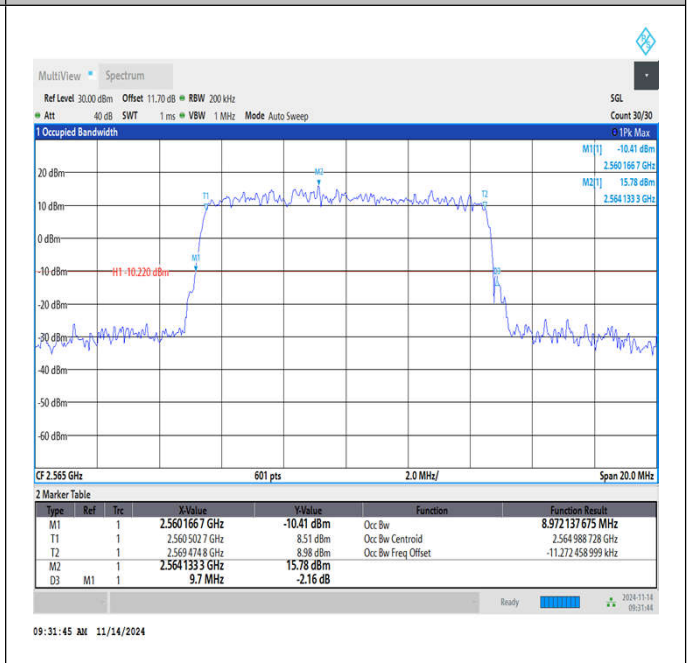 MultiView Spectrum
Ref Level 30.00 dBm Offset 11.70 dB RBW 200 kHz SGL
Att 40 dB SWT 1 ms VBW 1 MHz Mode Auto Sweep Count 30/30
1 Occupied Bandwidth 1Pk Max
M1[1] -10.41 dBm
2.560 166 7 GHz
M2[1] 15.78 dBm
2.564 133 3 GHz
20 dBm
M2
T1
T2
10 dBm
0 dBm
M1
-10 dBm H1 -10.220 dBm D3
-20 dBm
-30 dBm
-40 dBm
-50 dBm
-60 dBm
CF 2.565 GHz 601 pts 2.0 MHz/ Span 20.0 MHz
2 Marker Table
Type Ref Trc X-Value Y-Value Function Function Result
M1 1 2.560 166 7 GHz -10.41 dBm Occ Bw 8.972 137 675 MHz
T1 1 2.560 502 7 GHz 8.51 dBm Occ Bw Centroid 2.564 988 728 GHz
T2 1 2.569 474 8 GHz 8.98 dBm Occ Bw Freq Offset -11.272 458 999 kHz
M2 1 2.564 133 3 GHz 15.78 dBm
D3 M1 1 9.7 MHz -2.16 dB
Ready 2024-11-14
09:31:44
09:31:45 AM 11/14/2024